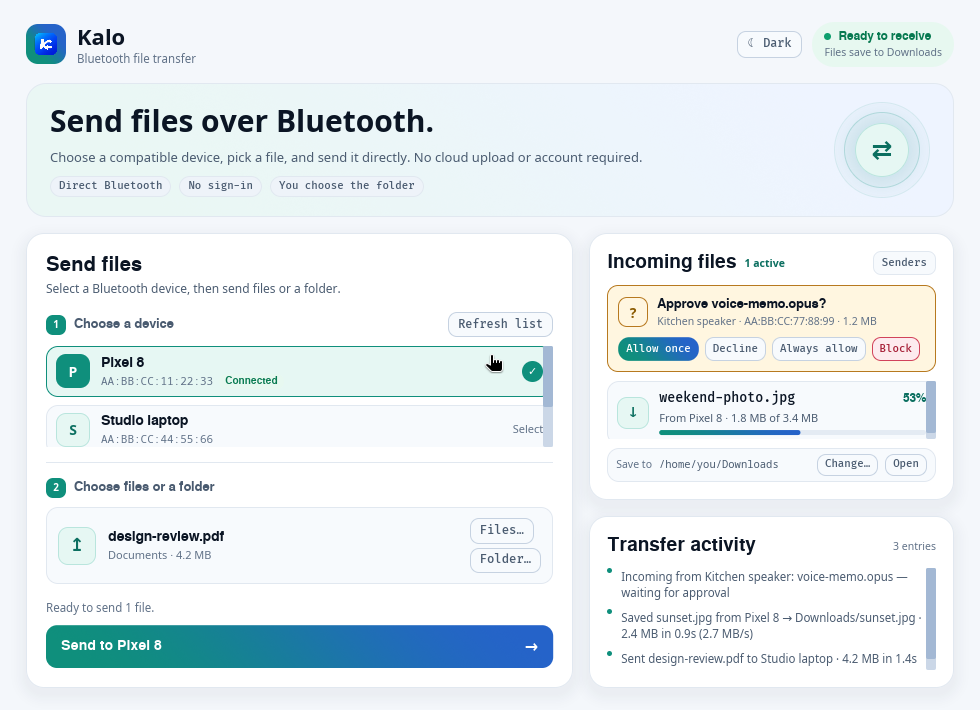 Kalo
Bluetooth file transfer
☾ Dark
Ready to receive
Files save to Downloads
Send files over Bluetooth.
Choose a compatible device, pick a file, and send it directly. No cloud upload or account required.
Direct Bluetooth
No sign-in
You choose the folder
Send files
Select a Bluetooth device, then send files or a folder.
1 Choose a device
Refresh list
P
Pixel 8
AA:BB:CC:11:22:33 Connected
✓
S
Studio laptop
AA:BB:CC:44:55:66
Select
2 Choose files or a folder
design-review.pdf
Documents · 4.2 MB
Files…
Folder…
Ready to send 1 file.
Send to Pixel 8 →
Incoming files 1 active
Senders
?
Approve voice-memo.opus?
Kitchen speaker · AA:BB:CC:77:88:99 · 1.2 MB
Allow once
Decline
Always allow
Block
weekend-photo.jpg 53%
From Pixel 8 · 1.8 MB of 3.4 MB
Save to /home/you/Downloads
Change…
Open
Transfer activity
3 entries
Incoming from Kitchen speaker: voice-memo.opus —
waiting for approval
Saved sunset.jpg from Pixel 8 → Downloads/sunset.jpg ·
2.4 MB in 0.9s (2.7 MB/s)
Sent design-review.pdf to Studio laptop · 4.2 MB in 1.4s